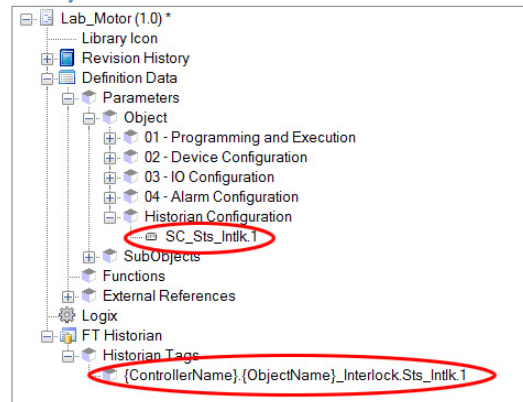 Lab_Motor (1.0) *
Library Icon
Revision History
Definition Data
Parameters
Object
01 - Programming and Execution
02 - Device Configuration
03 - IO Configuration
04 - Alarm Configuration
Historian Configuration
SC_Sts_Intlk.1
SubObjects
Functions
External References
Logix
FT Historian
Historian Tags
{ControllerName}.{ObjectName}_Interlock.Sts_Intlk.1